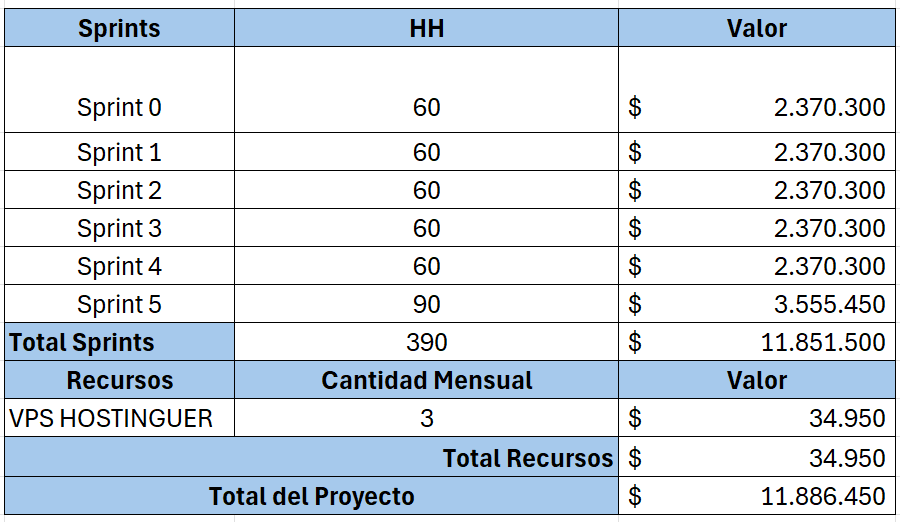 Sprints HH Valor
Sprint 0 60 $ 2.370.300
Sprint 1 60 $ 2.370.300
Sprint 2 60 $ 2.370.300
Sprint 3 60 $ 2.370.300
Sprint 4 60 $ 2.370.300
Sprint 5 90 $ 3.555.450
Total Sprints 390 $ 11.851.500
Recursos Cantidad Mensual Valor
VPS HOSTINGUER 3 $ 34.950
Total Recursos $ 34.950
Total del Proyecto $ 11.886.450